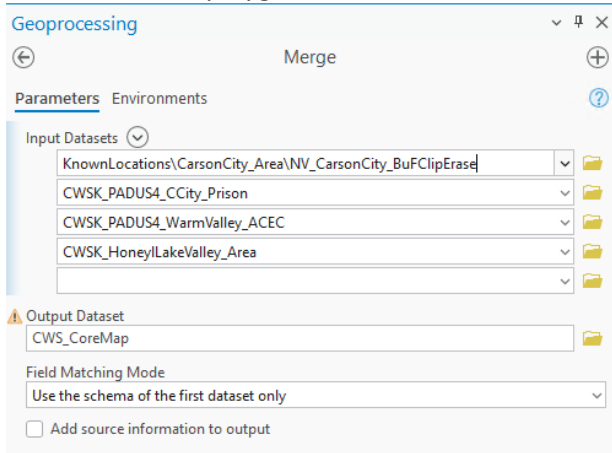 Geoprocessing
Merge
Parameters Environments
Input Datasets
KnownLocations\CarsonCity_Area\NV_CarsonCity_BuFClipErase
CWSK_PADUS4_CCity_Prison
CWSK_PADUS4_WarmValley_ACEC
CWSK_HoneylLakeValley_Area
Output Dataset
CWS_CoreMap
Field Matching Mode
Use the schema of the first dataset only
Add source information to output